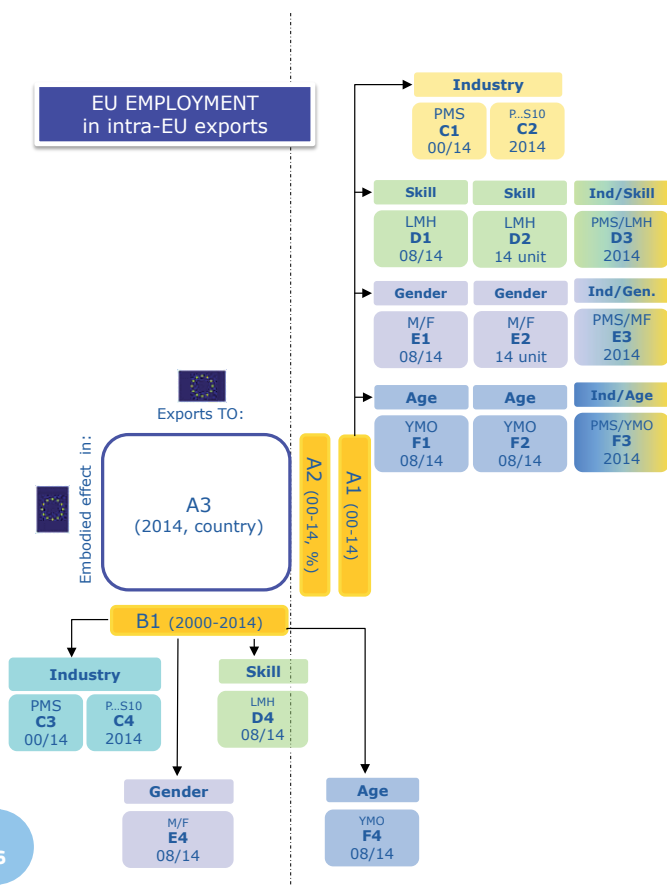 EU EMPLOYMENT
in intra-EU exports
Industry
PMS
C1
00/14
P...S10
C2
2014
Skill
LMH
D1
08/14
Skill
LMH
D2
14 unit
Ind/Skill
PMS/LMH
D3
2014
Gender
M/F
E1
08/14
Gender
M/F
E2
14 unit
Ind/Gen.
PMS/MF
E3
2014
Age
YMO
F1
08/14
Age
YMO
F2
08/14
Ind/Age
PMS/YMO
F3
2014
Exports TO:
Embodied effect in:
A3
(2014, country)
A2 (00-14, %)
A1 (00-14)
B1 (2000-2014)
Industry
PMS
C3
00/14
P...S10
C4
2014
Skill
LMH
D4
08/14
Gender
M/F
E4
08/14
Age
YMO
F4
08/14